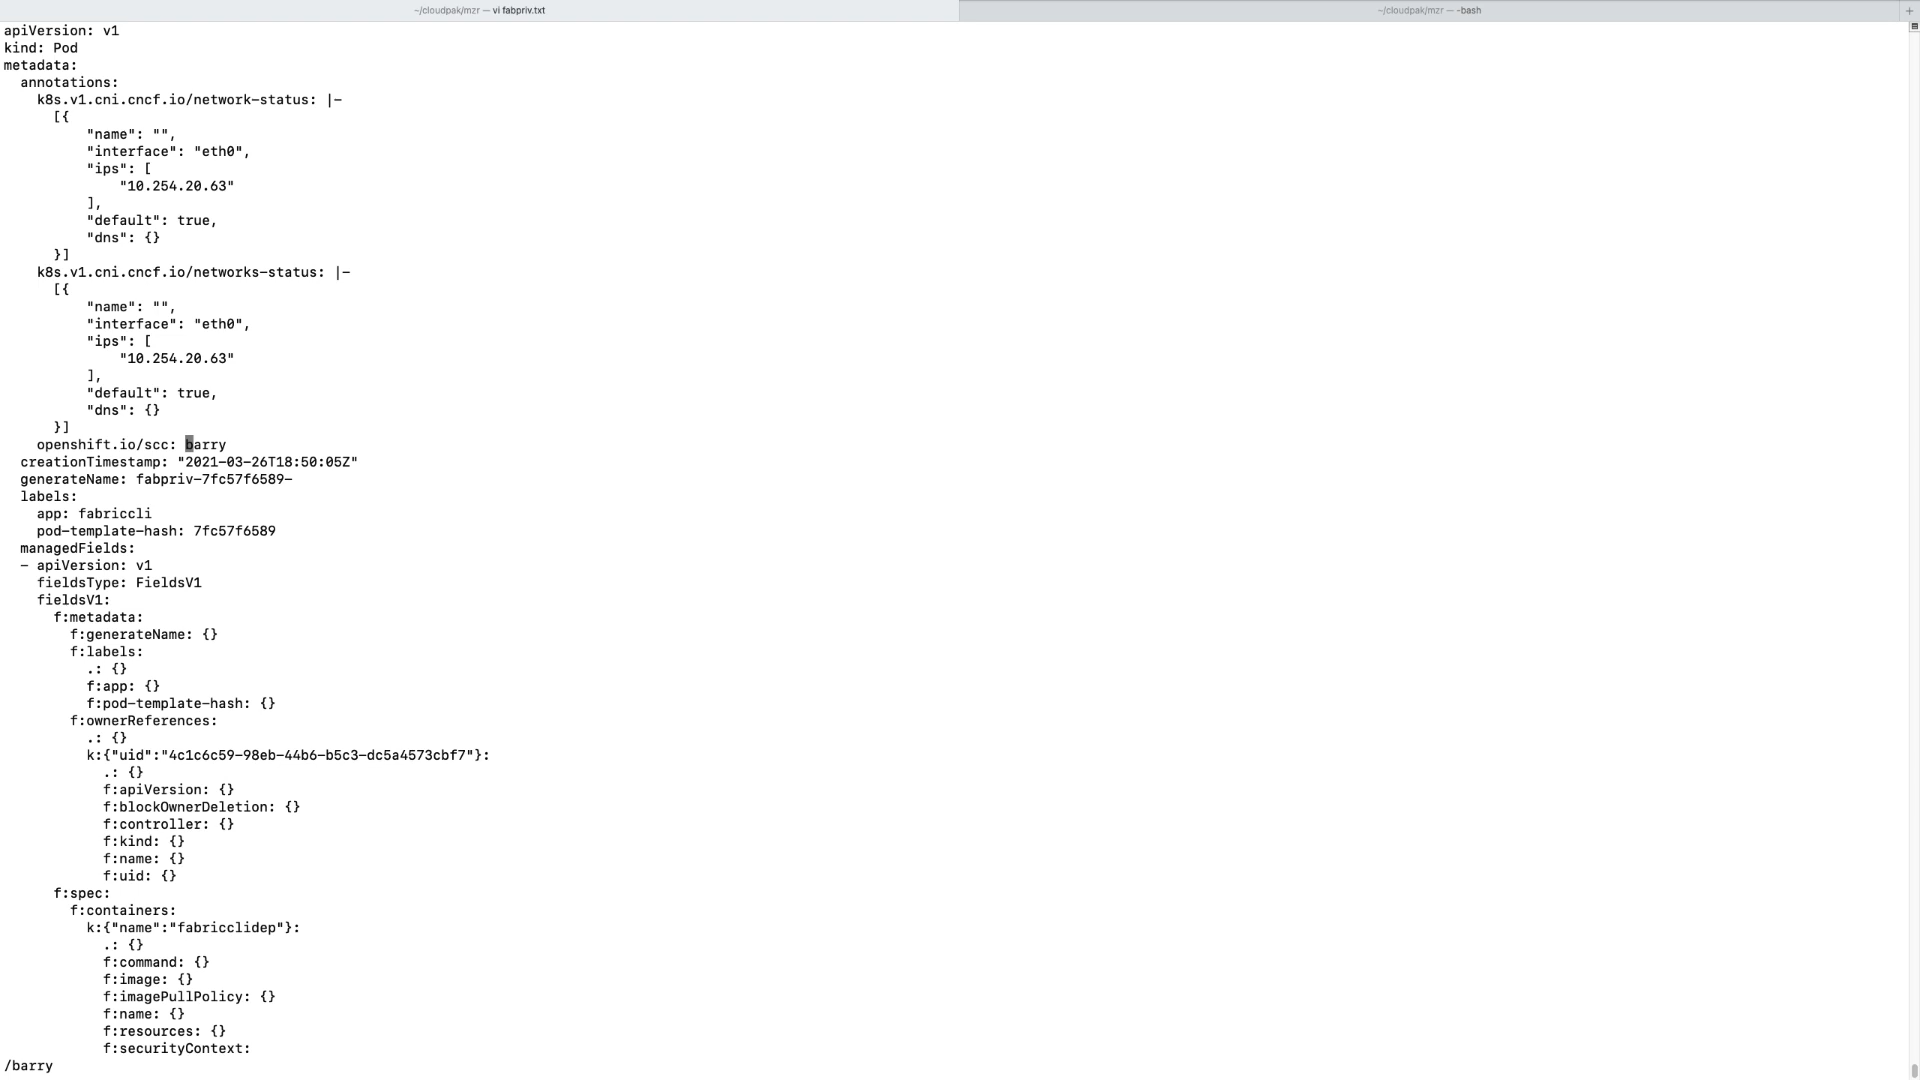 ~/cloudpak/mzr — vi fabpriv.txt
~/cloudpak/mzr — -bash
+
apiVersion: v1
kind: Pod
metadata:
  annotations:
    k8s.v1.cni.cncf.io/network-status: |-
      [{
          "name": "",
          "interface": "eth0",
          "ips": [
              "10.254.20.63"
          ],
          "default": true,
          "dns": {}
      }]
    k8s.v1.cni.cncf.io/networks-status: |-
      [{
          "name": "",
          "interface": "eth0",
          "ips": [
              "10.254.20.63"
          ],
          "default": true,
          "dns": {}
      }]
    openshift.io/scc: barry
  creationTimestamp: "2021-03-26T18:50:05Z"
  generateName: fabpriv-7fc57f6589-
  labels:
    app: fabriccli
    pod-template-hash: 7fc57f6589
  managedFields:
  - apiVersion: v1
    fieldsType: FieldsV1
    fieldsV1:
      f:metadata:
        f:generateName: {}
        f:labels:
          .: {}
          f:app: {}
          f:pod-template-hash: {}
        f:ownerReferences:
          .: {}
          k:{"uid":"4c1c6c59-98eb-44b6-b5c3-dc5a4573cbf7"}:
            .: {}
            f:apiVersion: {}
            f:blockOwnerDeletion: {}
            f:controller: {}
            f:kind: {}
            f:name: {}
            f:uid: {}
      f:spec:
        f:containers:
          k:{"name":"fabricclidep"}:
            .: {}
            f:command: {}
            f:image: {}
            f:imagePullPolicy: {}
            f:name: {}
            f:resources: {}
            f:securityContext:
/barry